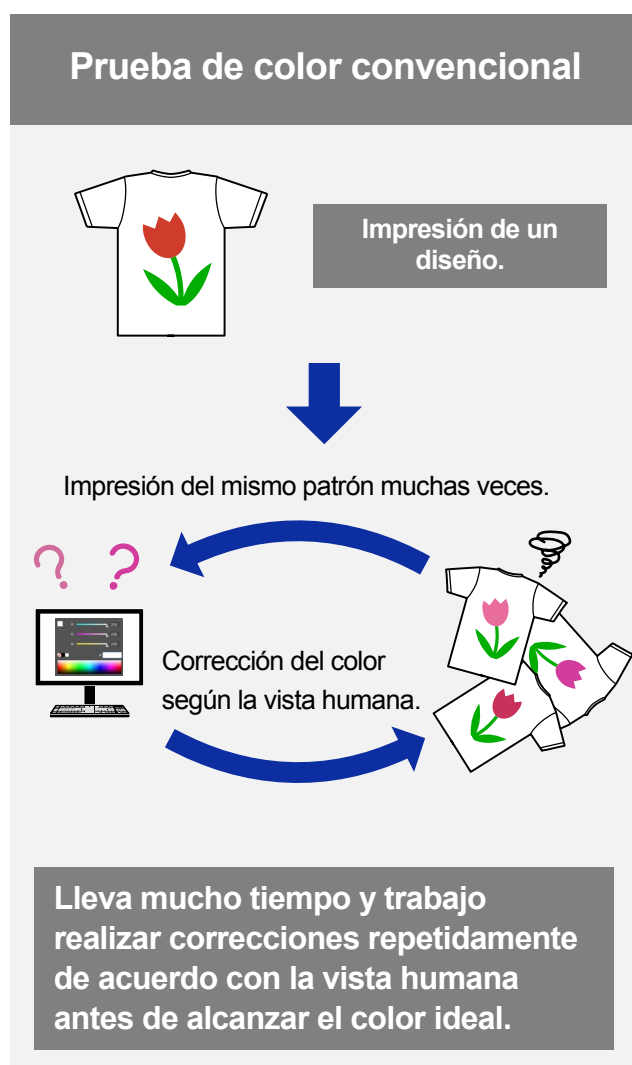 Prueba de color convencional
Impresión de un
diseño.
Impresión del mismo patrón muchas veces.
Corrección del color
según la vista humana.
Lleva mucho tiempo y trabajo
realizar correcciones repetidamente
de acuerdo con la vista humana
antes de alcanzar el color ideal.